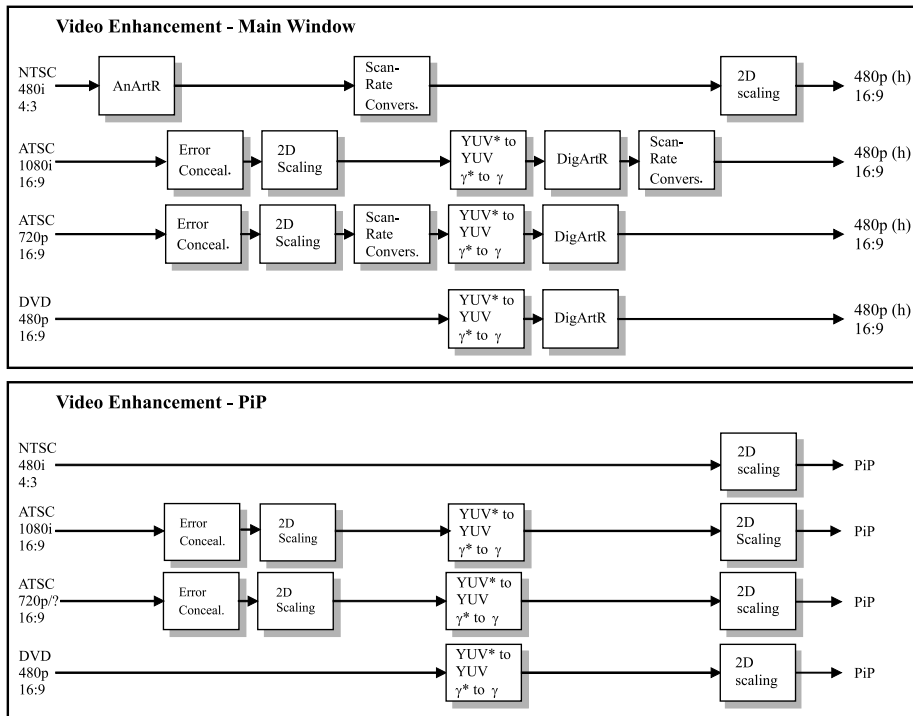 Video Enhancement - Main Window
NTSC
480i
4:3
AnArtR
Scan-
Rate
Convers.
2D
scaling
480p (h)
16:9
ATSC
1080i
16:9
Error
Conceal.
2D
Scaling
YUV* to
YUV
γ* to γ
DigArtR
Scan-
Rate
Convers.
480p (h)
16:9
ATSC
720p
16:9
Error
Conceal.
2D
Scaling
Scan-
Rate
Convers.
YUV* to
YUV
γ* to γ
DigArtR
480p (h)
16:9
DVD
480p
16:9
YUV* to
YUV
γ* to γ
DigArtR
480p (h)
16:9
Video Enhancement - PiP
NTSC
480i
4:3
2D
scaling
PiP
ATSC
1080i
16:9
Error
Conceal.
2D
Scaling
YUV* to
YUV
γ* to γ
2D
Scaling
PiP
ATSC
720p/?
16:9
Error
Conceal.
2D
Scaling
YUV* to
YUV
γ* to γ
2D
scaling
PiP
DVD
480p
16:9
YUV* to
YUV
γ* to γ
2D
scaling
PiP